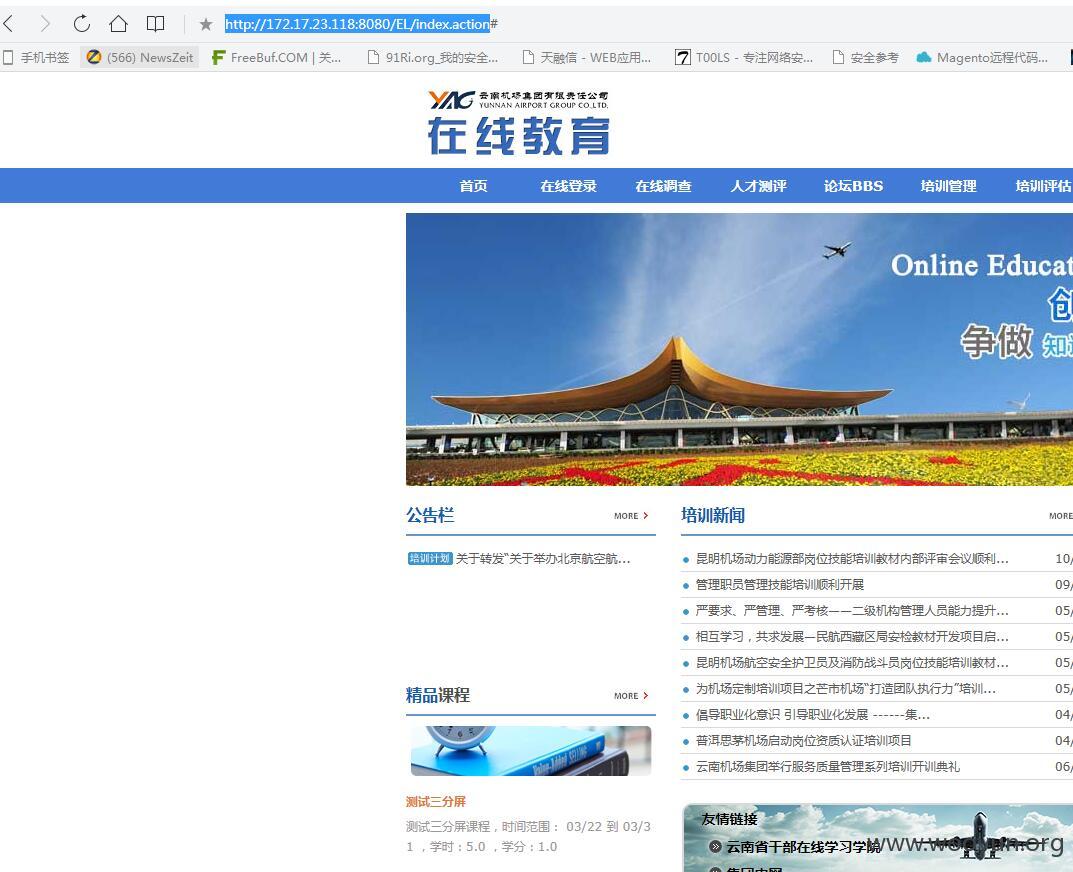 http://172.17.23.118:8080/EL/index.action#
手机书签 (566) NewsZeit FreeBuf.COM | 关... 91Ri.org_我的安全... 天融信 - WEB应用... T00LS - 专注网络安... 安全参考 Magento远程代码...
YAG 云南机场集团有限责任公司
YUNNAN AIRPORT GROUP CO.,LTD.
在线教育
首页 在线登录 在线调查 人才测评 论坛BBS 培训管理 培训评估
Online Educat
创
争做 知
公告栏 MORE
培训计划 关于转发“关于举办北京航空航...
培训新闻 MORE
昆明机场动力能源部岗位技能培训教材内部评审会议顺利... 10/
管理职员管理技能培训顺利开展 09/
严要求、严管理、严考核——二级机构管理人员能力提升... 05/
相互学习，共求发展—民航西藏区局安检教材开发项目启... 05/
昆明机场航空安全护卫员及消防战斗员岗位技能培训教材... 05/
为机场定制培训项目之芒市机场“打造团队执行力”培训... 05/
倡导职业化意识 引导职业化发展 ------集... 04/
普洱思茅机场启动岗位资质认证培训项目 04/
云南机场集团举行服务质量管理系列培训开训典礼 06/
精品课程 MORE
Value-Added SELLING
测试三分屏
测试三分屏课程，时间范围： 03/22 到 03/3
1 ，学时：5.0 ，学分：1.0
友情链接
云南省干部在线学习学院
集团官网